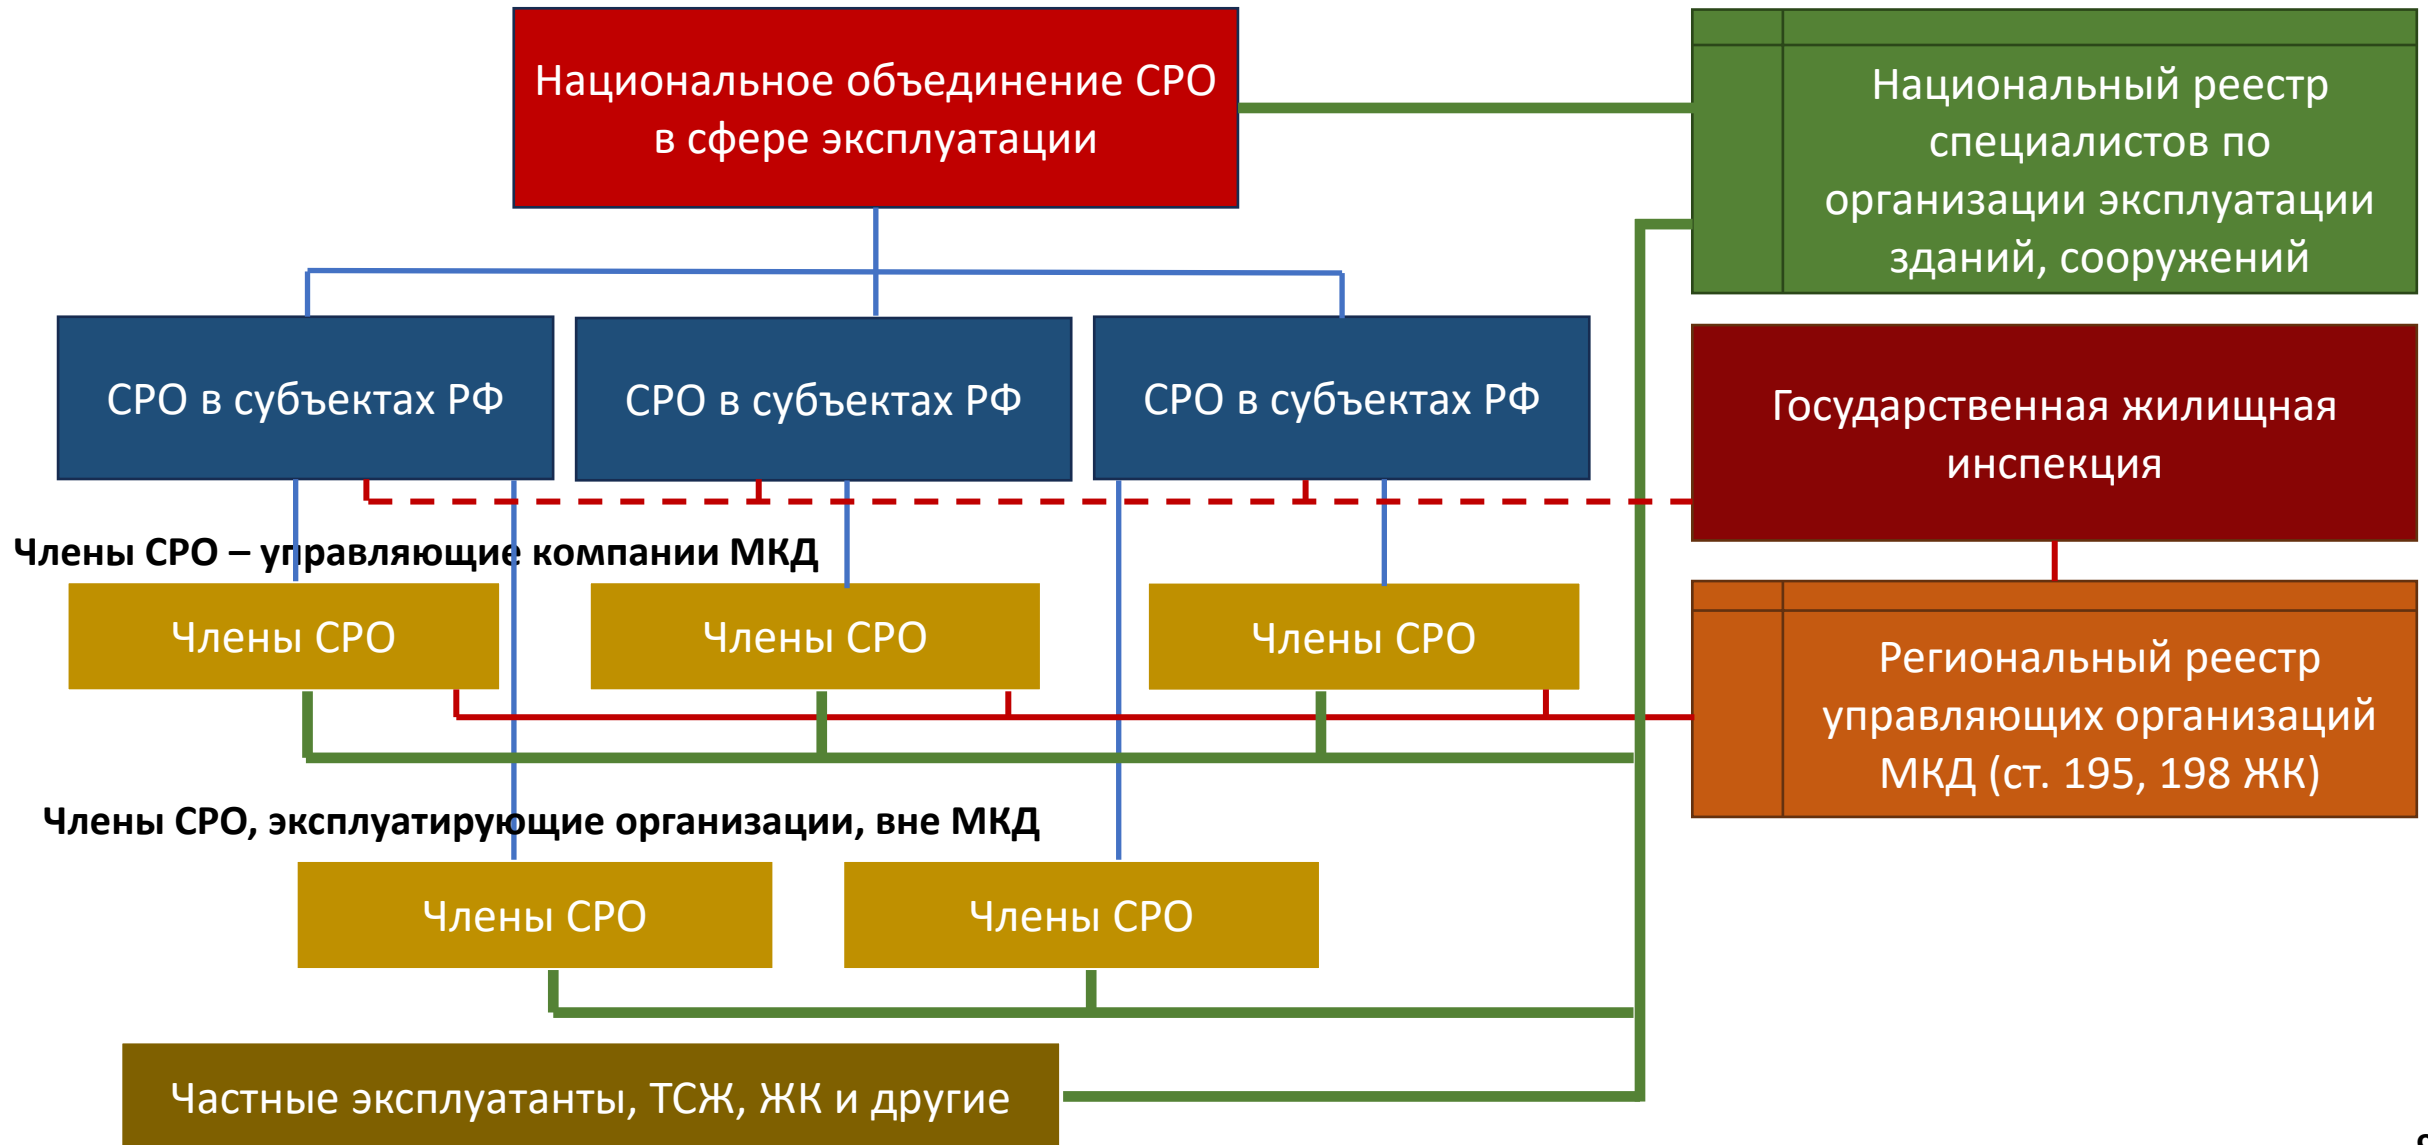 Национальное объединение СРО
в сфере эксплуатации
Национальный реестр
специалистов по
организации эксплуатации
зданий, сооружений
СРО в субъектах РФ
СРО в субъектах РФ
СРО в субъектах РФ
Государственная жилищная
инспекция
Члены СРО – управляющие компании МКД
Члены СРО
Члены СРО
Члены СРО
Региональный реестр
управляющих организаций
МКД (ст. 195, 198 ЖК)
Члены СРО, эксплуатирующие организации, вне МКД
Члены СРО
Члены СРО
Частные эксплуатанты, ТСЖ, ЖК и другие